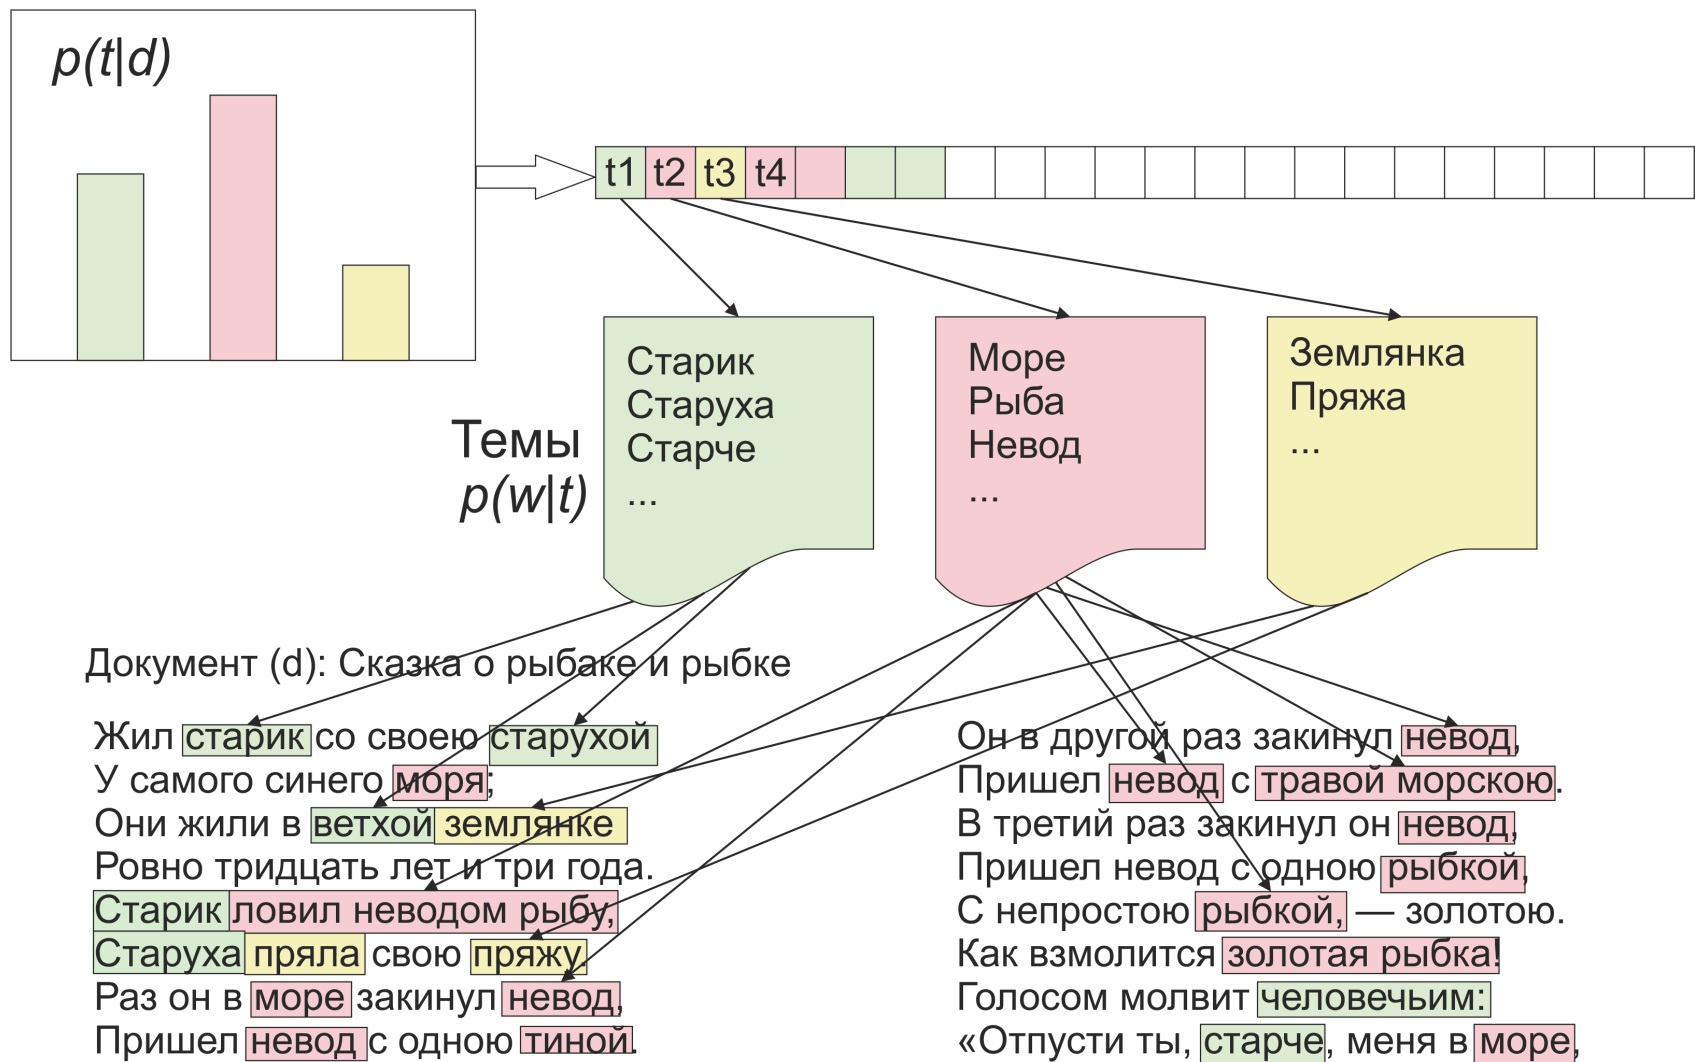 p(t|d)
t1 t2 t3 t4
Старик
Старуха
Старче
...
Море
Рыба
Невод
...
Землянка
Пряжа
...
Темы
p(w|t)
Документ (d): Сказка о рыбаке и рыбке
Жил старик со своею старухой
У самого синего моря;
Они жили в ветхой землянке
Ровно тридцать лет и три года.
Старик ловил неводом рыбу,
Старуха пряла свою пряжу.
Раз он в море закинул невод,
Пришел невод с одною тиной.
Он в другой раз закинул невод,
Пришел невод с травой морскою.
В третий раз закинул он невод,
Пришел невод с одною рыбкой,
С непростою рыбкой, — золотою.
Как взмолится золотая рыбка!
Голосом молвит человечьим:
«Отпусти ты, старче, меня в море,